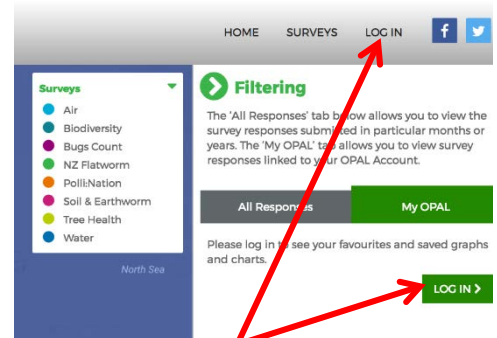 HOME SURVEYS LOG IN f
Surveys
Air
Biodiversity
Bugs Count
NZ Flatworm
Polli:Nation
Soil & Earthworm
Tree Health
Water
North Sea
Filtering
The 'All Responses' tab below allows you to view the
survey responses submitted in particular months or
years. The 'My OPAL' tab allows you to view survey
responses linked to your OPAL Account.
All Responses My OPAL
Please log in to see your favourites and saved graphs
and charts.
LOG IN >